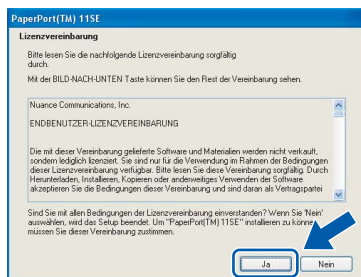 PaperPort(TM) 11SE
Lizenzvereinbarung
Bitte lesen Sie die nachfolgende Lizenzvereinbarung sorgfältig
durch.
Mit der BILD-NACH-UNTEN Taste können Sie den Rest der Vereinbarung sehen.
Nuance Communications, Inc.
ENDBENUTZER-LIZENZVEREINBARUNG
Die mit dieser Vereinbarung gelieferte Software und Materialien werden nicht verkauft,
sondern lediglich lizenziert. Sie sind nur für die Verwendung im Rahmen der Bedingungen
dieser Lizenzvereinbarung verfügbar. Bitte lesen Sie diese Vereinbarung sorgfältig. Durch
Herunterladen, Installieren, Kopieren oder anderweitiges Verwenden der Software
akzeptieren Sie die Bedingungen dieser Vereinbarung und sind daran als Vertragspartei
Sind Sie mit allen Bedingungen der Lizenzvereinbarung einverstanden? Wenn Sie 'Nein'
auswählen, wird das Setup beendet. Um "PaperPort(TM) 11SE" installieren zu können,
müssen Sie dieser Vereinbarung zustimmen.
Ja
Nein